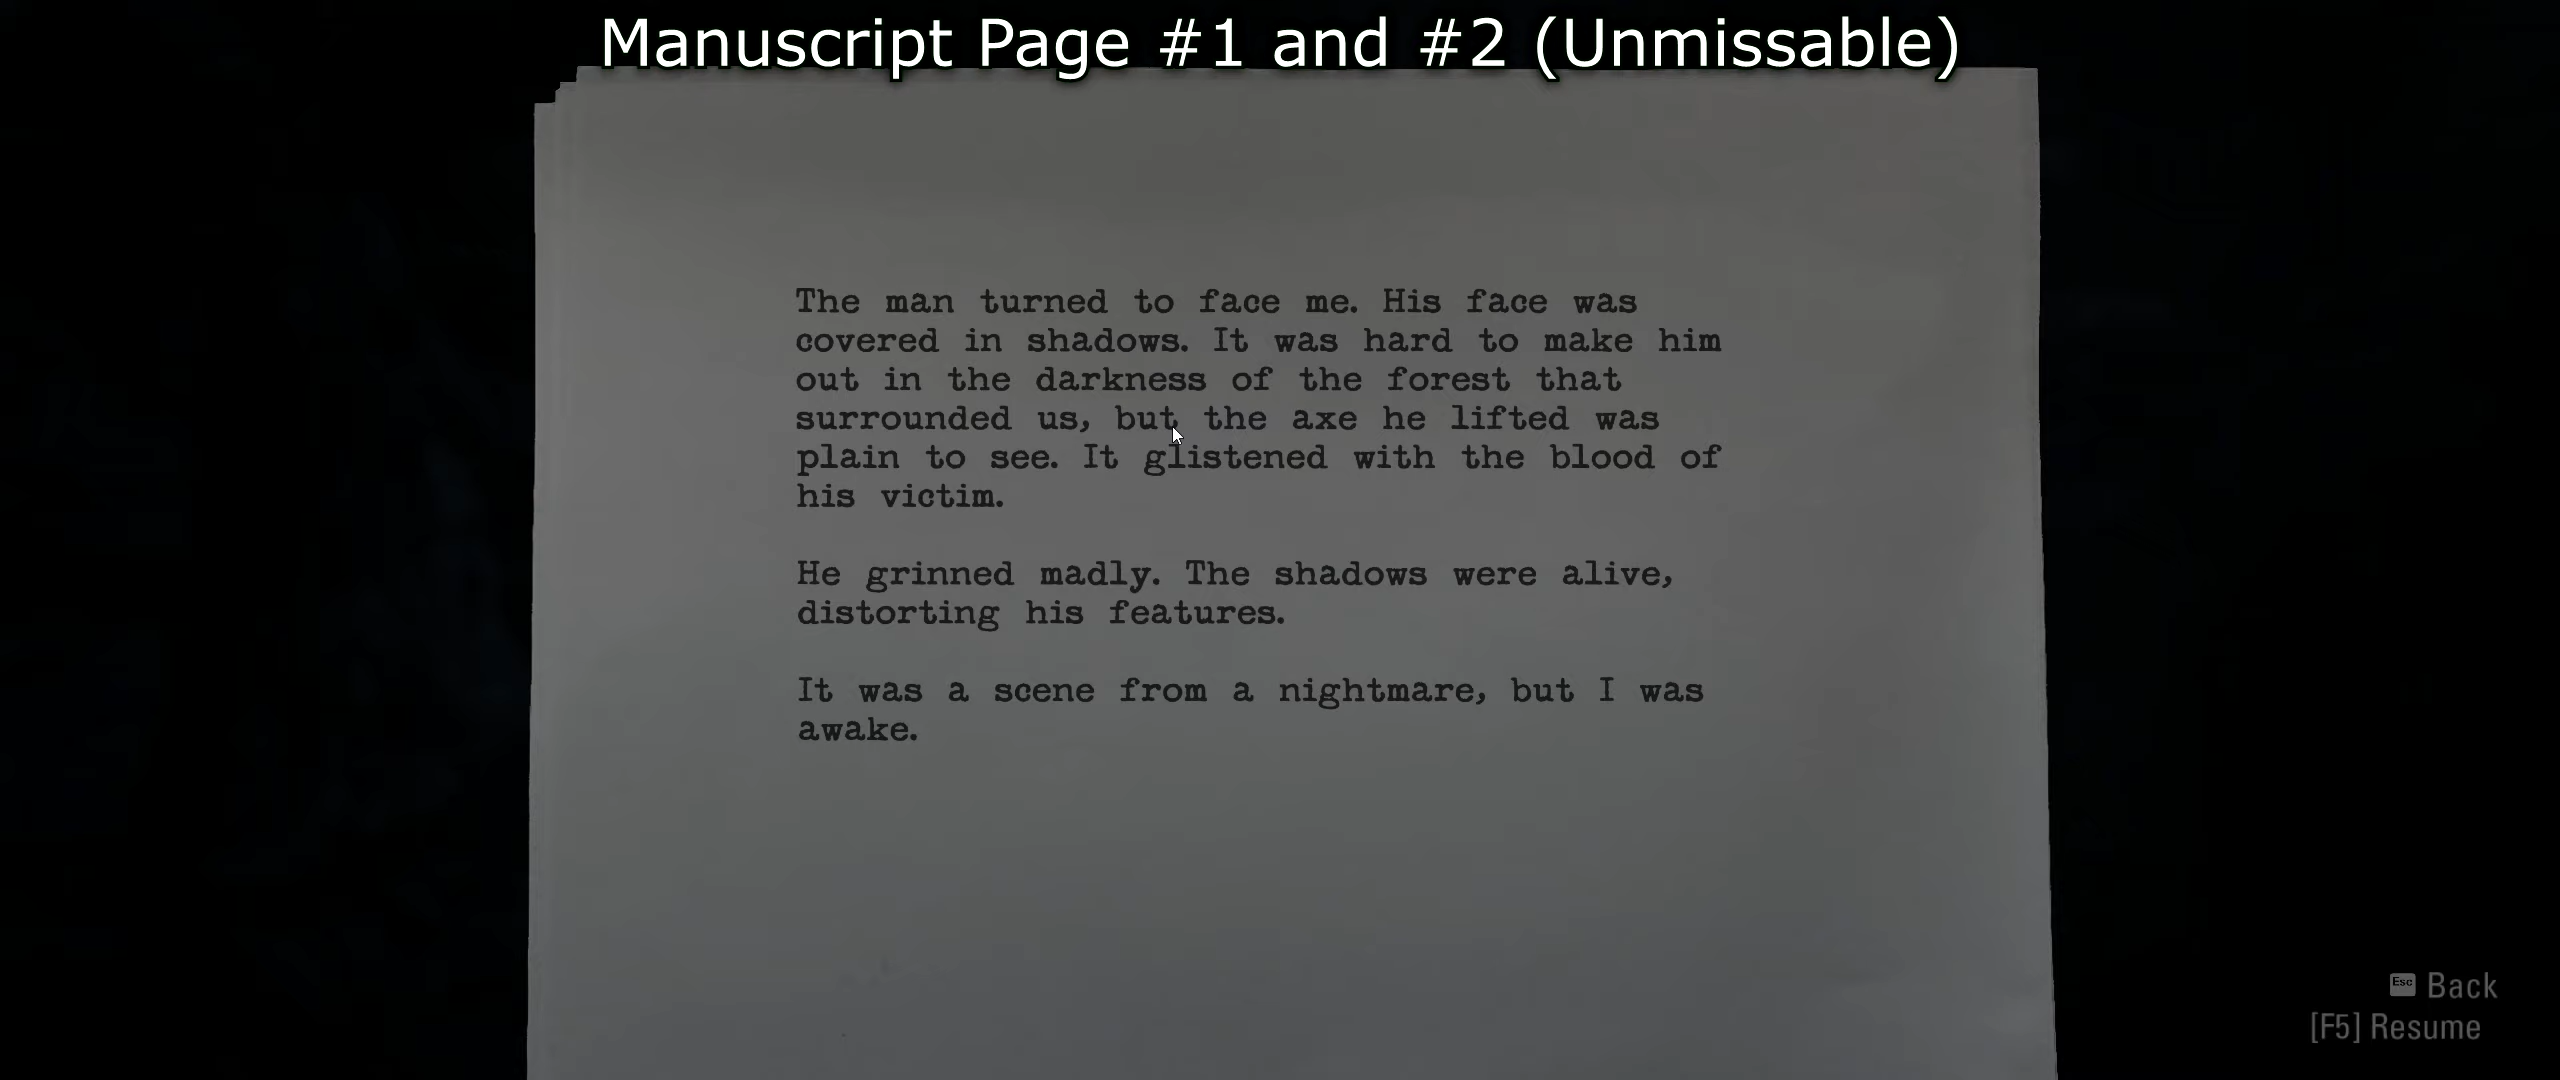 Manuscript Page #1 and #2 (Unmissable)
The man turned to face me. His face was
covered in shadows. It was hard to make him
out in the darkness of the forest that
surrounded us, but the axe he lifted was
plain to see. It glistened with the blood of
his victim.
He grinned madly. The shadows were alive,
distorting his features.
It was a scene from a nightmare, but I was
awake.
Esc Back
[F5] Resume